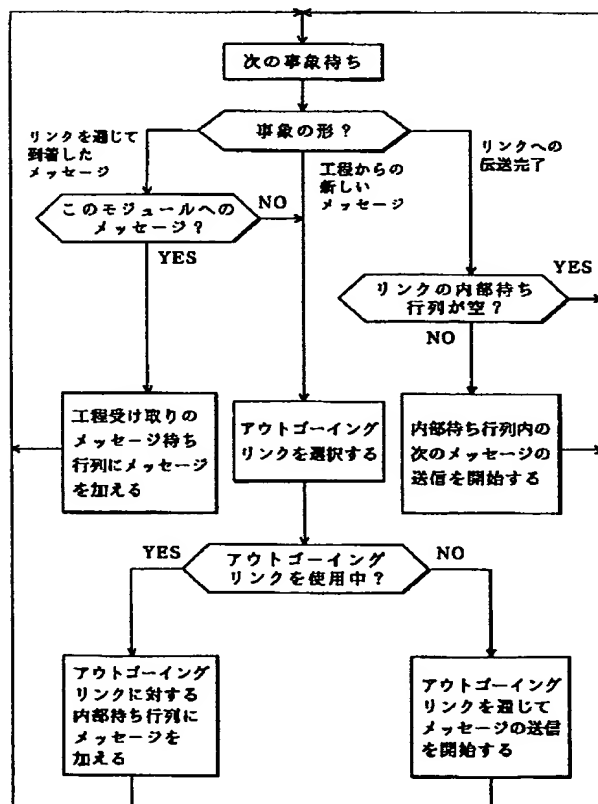 次の事象待ち
事象の形？
リンクを通じて
到着した
メッセージ
工程からの
新しい
メッセージ
リンクへの
伝送完了
このモジュールへの
メッセージ？
NO
YES
リンクの内部待ち
行列が空？
YES
NO
工程受け取りの
メッセージ待ち
行列にメッセージ
を加える
アウトゴーイング
リンクを選択する
内部待ち行列内の
次のメッセージの
送信を開始する
YES
アウトゴーイング
リンクを使用中？
NO
アウトゴーイング
リンクに対する
内部待ち行列に
メッセージを
加える
アウトゴーイング
リンクを通じて
メッセージの送信
を開始する